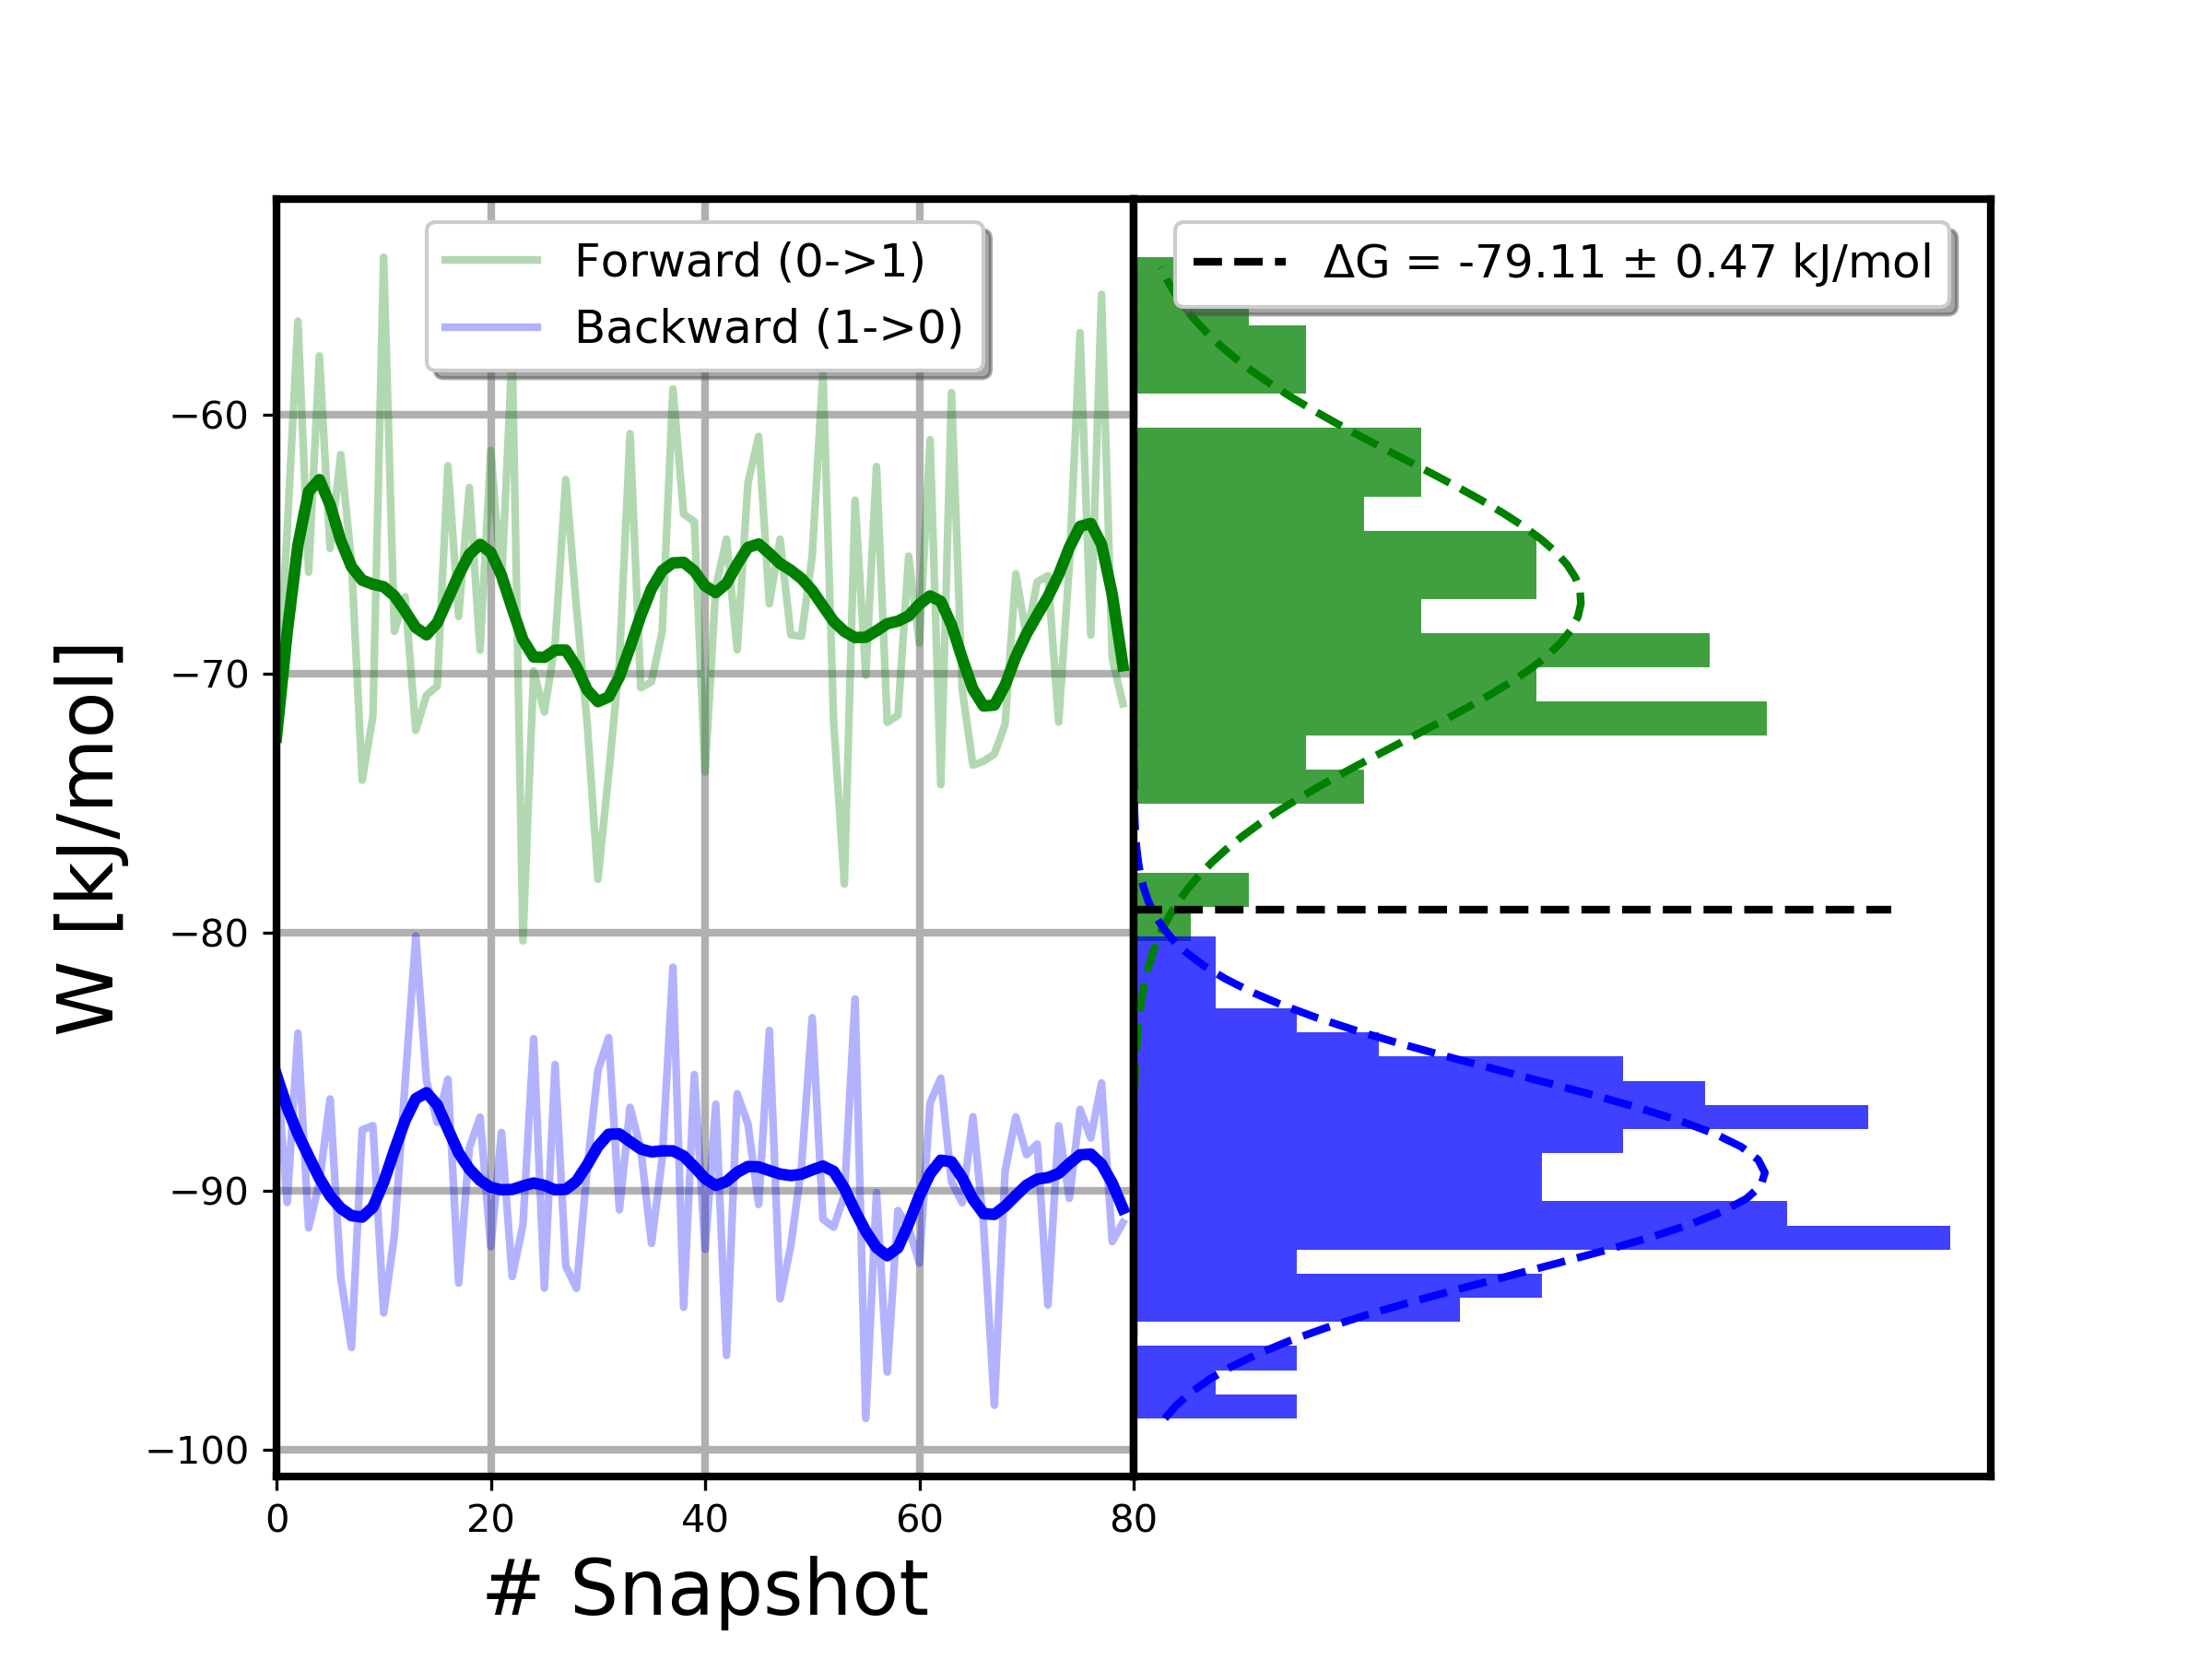 Forward (0->1)
Backward (1->0)
ΔG = -79.11 ± 0.47 kJ/mol
W [kJ/mol]
−60
−70
−80
−90
−100
0
20
40
60
80
# Snapshot